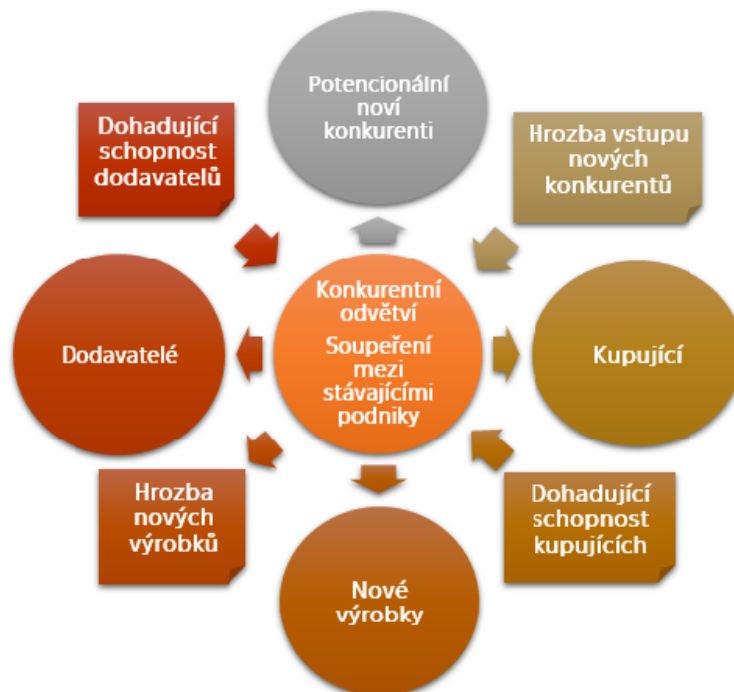 Potencionální
noví
konkurenti
Dohadující
schopnost
dodavatelů
Hrozba vstupu
nových
konkurentů
Dodavatelé
Konkurentní
odvětví
Soupeření
mezi
stávajícími
podniky
Kupující
Hrozba
nových
výrobků
Dohadující
schopnost
kupujících
Nové
výrobky